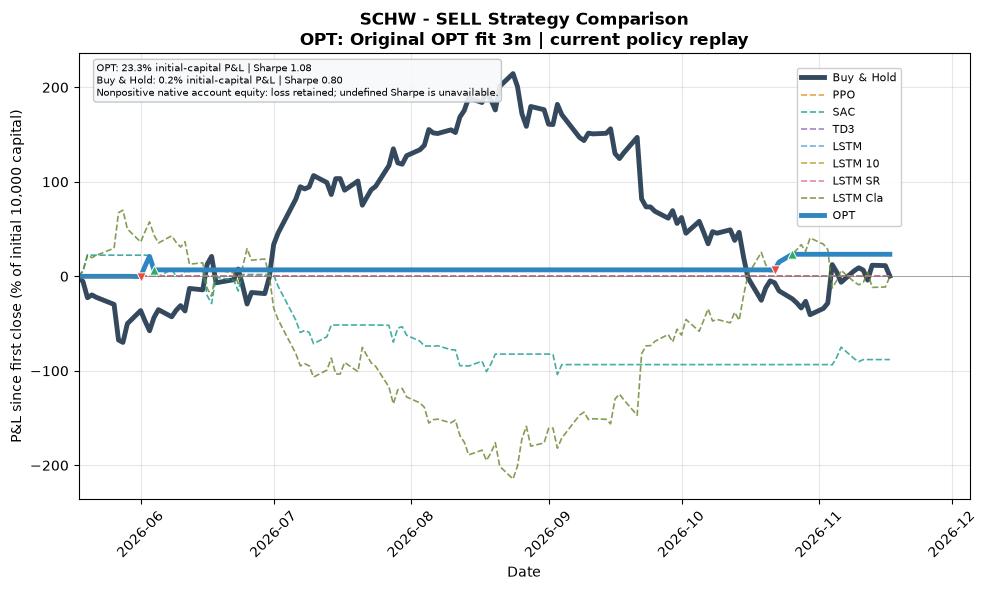 SCHW - SELL Strategy Comparison
OPT: Original OPT fit 3m | current policy replay
OPT: 23.3% initial-capital P&L | Sharpe 1.08
Buy & Hold: 0.2% initial-capital P&L | Sharpe 0.80
Nonpositive native account equity: loss retained; undefined Sharpe is unavailable.
Buy & Hold
PPO
SAC
TD3
LSTM
LSTM 10
LSTM SR
LSTM Cla
OPT
P&L since first close (% of initial 10,000 capital)
200
100
0
−100
−200
2026-06
2026-07
2026-08
2026-09
2026-10
2026-11
2026-12
Date